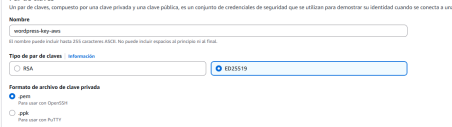 Un par de claves, compuesto por una clave privada y una clave pública, es un conjunto de credenciales de seguridad que se utilizan para demostrar su identidad cuando se conecta a una
Nombre
wordpress-key-aws
El nombre puede incluir hasta 255 caracteres ASCII. No puede incluir espacios al principio ni al final.
Tipo de par de claves Información
RSA
ED25519
Formato de archivo de clave privada
.pem
Para usar con OpenSSH
.ppk
Para usar con PuTTY